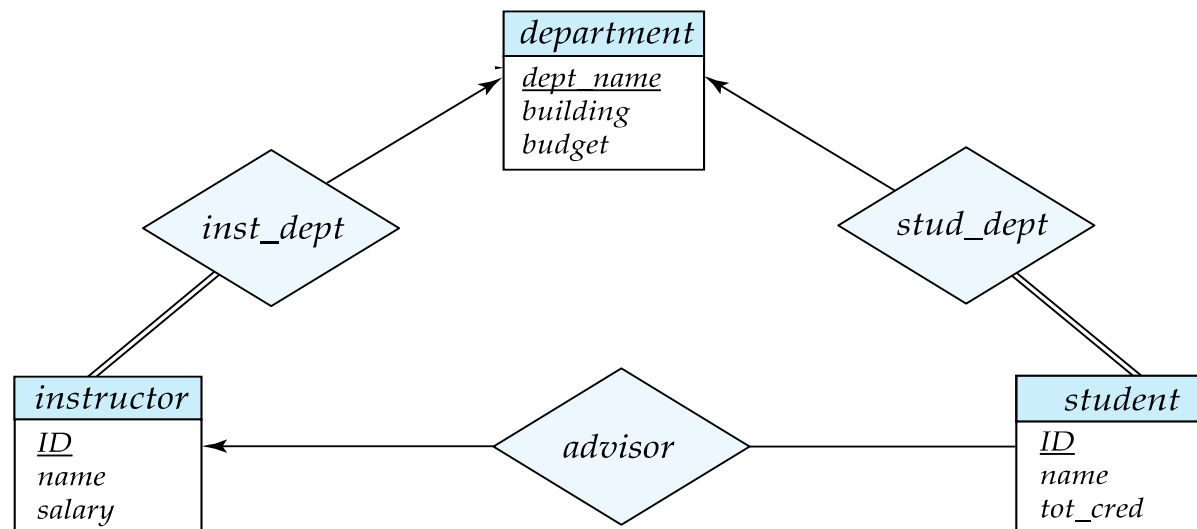 department
dept_name
building
budget
inst_dept
stud_dept
instructor
ID
name
salary
advisor
student
ID
name
tot_cred